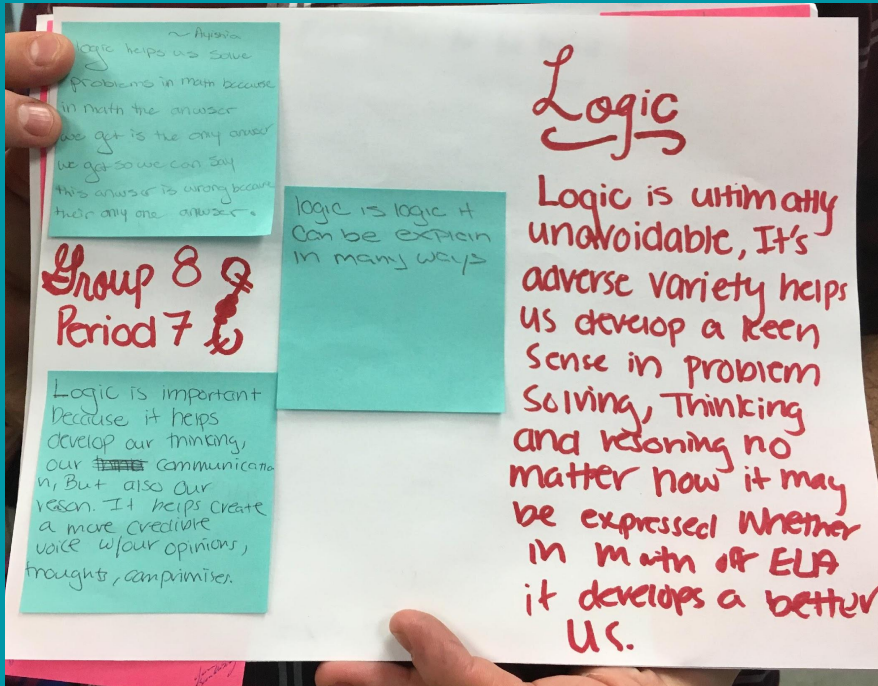 ~ Ayishia
logic helps us solve
problems in math because
in math the anwser
we get is the only anwser
we get so we can say
this anwser is wrong because
their only one anwser.
Group 8
Period 7
Logic is important
because it helps
develop our thinking,
our communicatio
n, But also our
reson. It helps create
a more credible
voice w/our opinions,
thoughts, comprimises.
logic is logic it
can be explein
in many ways
Logic
Logic is ultimatly
unavoidable, It's
adverse variety helps
us develop a keen
sense in problem
solving, Thinking
and resoning no
matter how it may
be expressed Whether
in math or ELA
it develops a better
us.